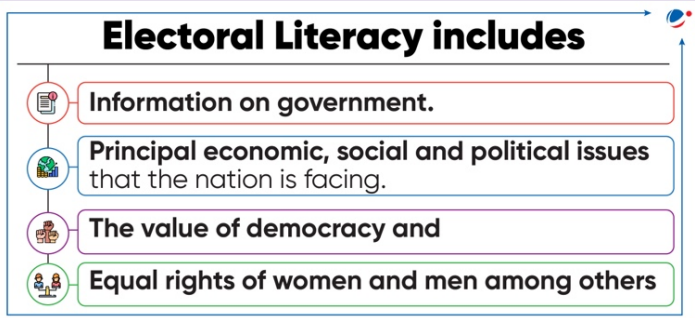 Electoral Literacy includes
Information on government.
Principal economic, social and political issues
that the nation is facing.
The value of democracy and
Equal rights of women and men among others